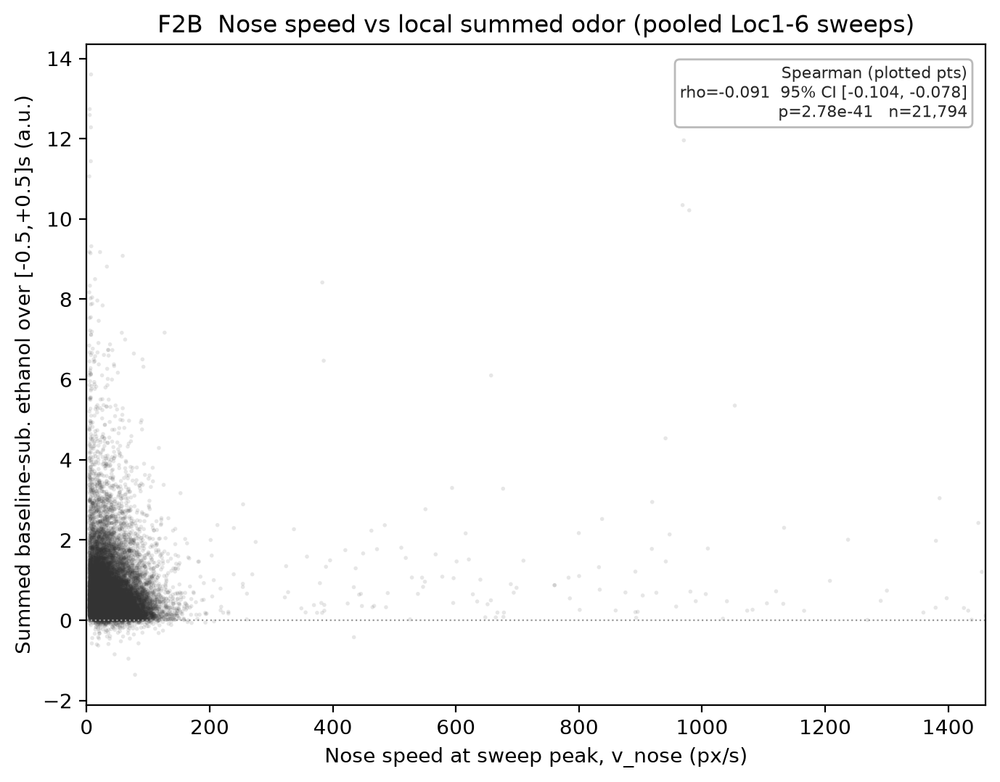 F2B  Nose speed vs local summed odor (pooled Loc1-6 sweeps)
Spearman (plotted pts)
rho=-0.091  95% CI [-0.104, -0.078]
p=2.78e-41   n=21,794
Summed baseline-sub. ethanol over [-0.5,+0.5]s (a.u.)
14
12
10
8
6
4
2
0
−2
0 200 400 600 800 1000 1200 1400
Nose speed at sweep peak, v_nose (px/s)